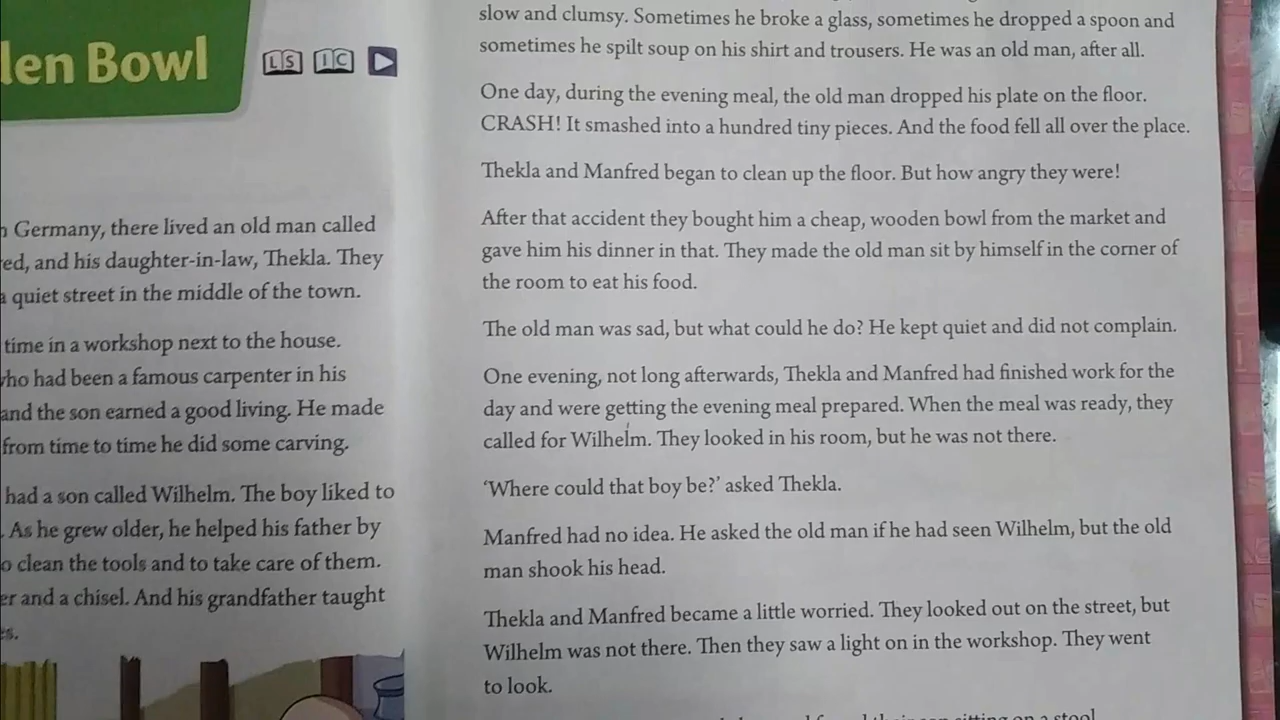 len Bowl
LS IC
Germany, there lived an old man called
ed, and his daughter-in-law, Thekla. They
a quiet street in the middle of the town.
time in a workshop next to the house.
who had been a famous carpenter in his
and the son earned a good living. He made
from time to time he did some carving.
had a son called Wilhelm. The boy liked to
. As he grew older, he helped his father by
o clean the tools and to take care of them.
er and a chisel. And his grandfather taught
es.
slow and clumsy. Sometimes he broke a glass, sometimes he dropped a spoon and
sometimes he spilt soup on his shirt and trousers. He was an old man, after all.
One day, during the evening meal, the old man dropped his plate on the floor.
CRASH! It smashed into a hundred tiny pieces. And the food fell all over the place.
Thekla and Manfred began to clean up the floor. But how angry they were!
After that accident they bought him a cheap, wooden bowl from the market and
gave him his dinner in that. They made the old man sit by himself in the corner of
the room to eat his food.
The old man was sad, but what could he do? He kept quiet and did not complain.
One evening, not long afterwards, Thekla and Manfred had finished work for the
day and were getting the evening meal prepared. When the meal was ready, they
called for Wilhelm. They looked in his room, but he was not there.
‘Where could that boy be?’ asked Thekla.
Manfred had no idea. He asked the old man if he had seen Wilhelm, but the old
man shook his head.
Thekla and Manfred became a little worried. They looked out on the street, but
Wilhelm was not there. Then they saw a light on in the workshop. They went
to look.
sitting on a stool